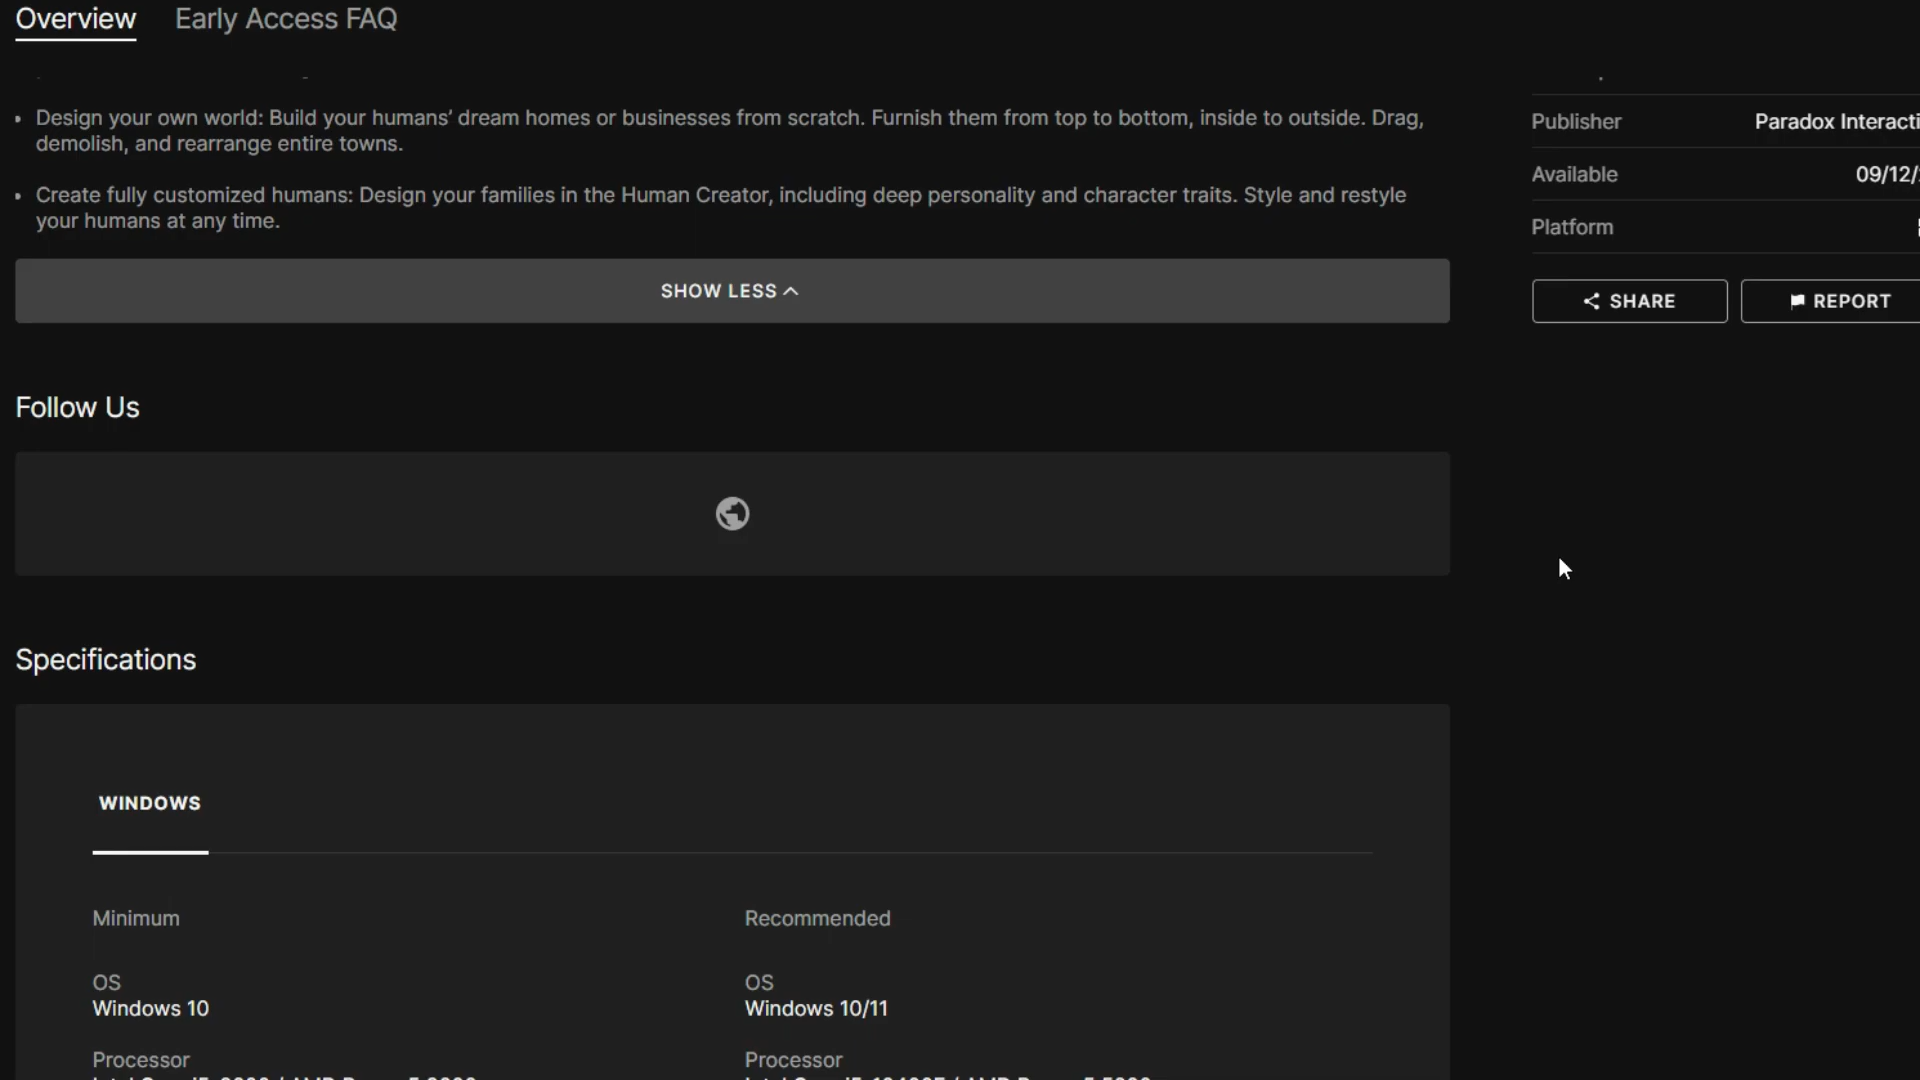 Overview
Early Access FAQ
Design your own world: Build your humans’ dream homes or businesses from scratch. Furnish them from top to bottom, inside to outside. Drag,
demolish, and rearrange entire towns.
Create fully customized humans: Design your families in the Human Creator, including deep personality and character traits. Style and restyle
your humans at any time.
SHOW LESS
Publisher
Paradox
Available
09/12/
Platform
SHARE
REPORT
Follow Us
Specifications
WINDOWS
Minimum
Recommended
OS
Windows 10
OS
Windows 10/11
Processor
Processor